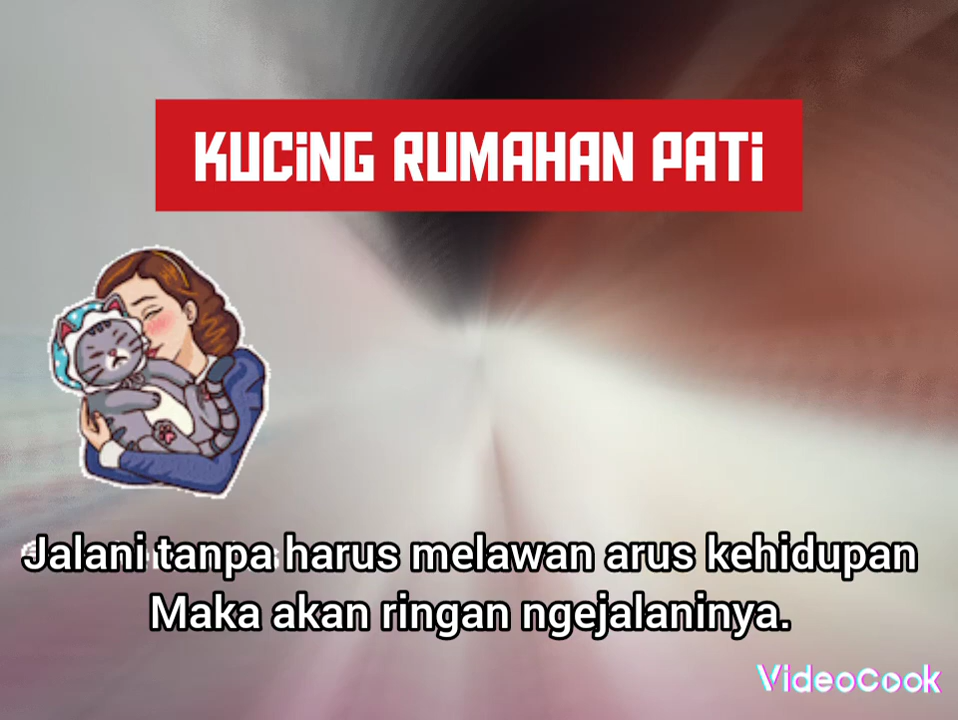 KUCiNG RUMAHAN PATi
Jalani tanpa harus melawan arus kehidupan
Maka akan ringan ngejalaninya.
VideoCook